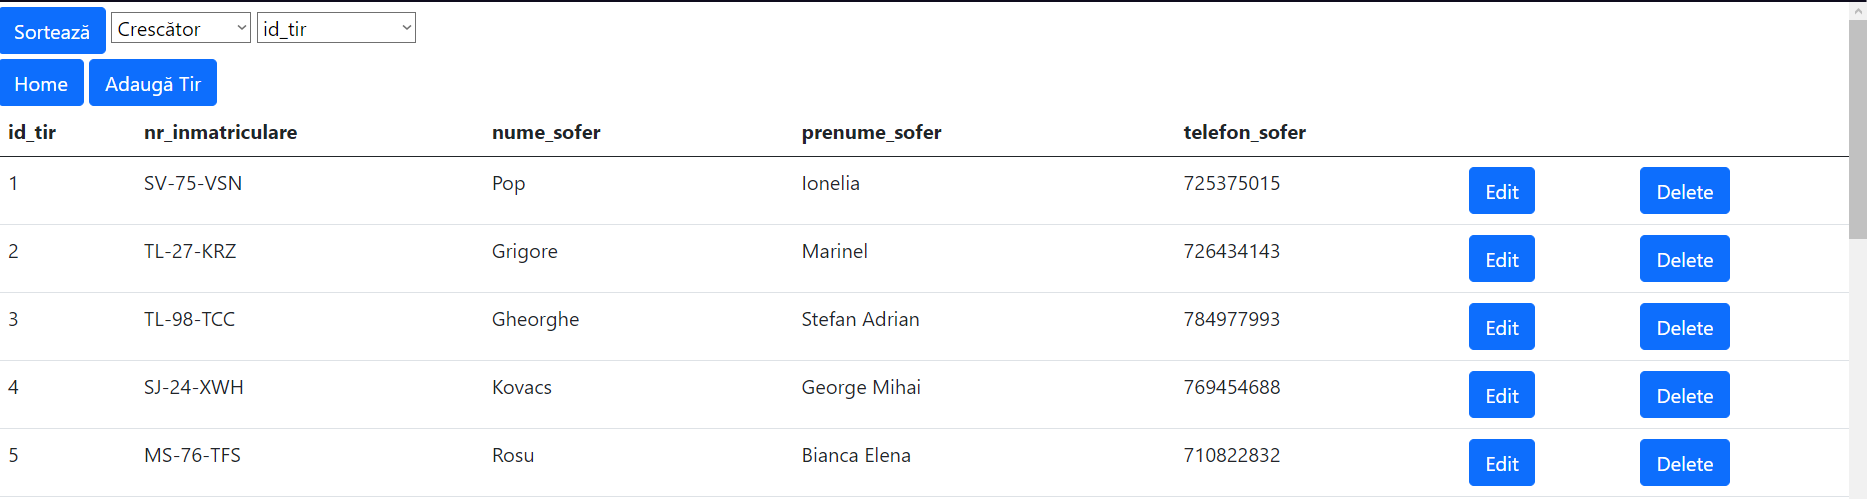 Sortează Crescător id_tir
Home Adaugă Tir
id_tir nr_inmatriculare nume_sofer prenume_sofer telefon_sofer
1 SV-75-VSN Pop Ionelia 725375015 Edit Delete
2 TL-27-KRZ Grigore Marinel 726434143 Edit Delete
3 TL-98-TCC Gheorghe Stefan Adrian 784977993 Edit Delete
4 SJ-24-XWH Kovacs George Mihai 769454688 Edit Delete
5 MS-76-TFS Rosu Bianca Elena 710822832 Edit Delete